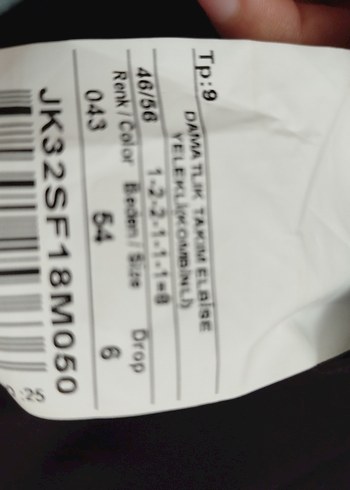 Tp:9
DAMATLIK TAKIM ELBİSE
YELEKLİ(KOMBİNLİ)
46/56 1-2-2-1-1-1=8
Renk / Color Beden / Size Drop
043 54 6
JK32SF18M050
:25